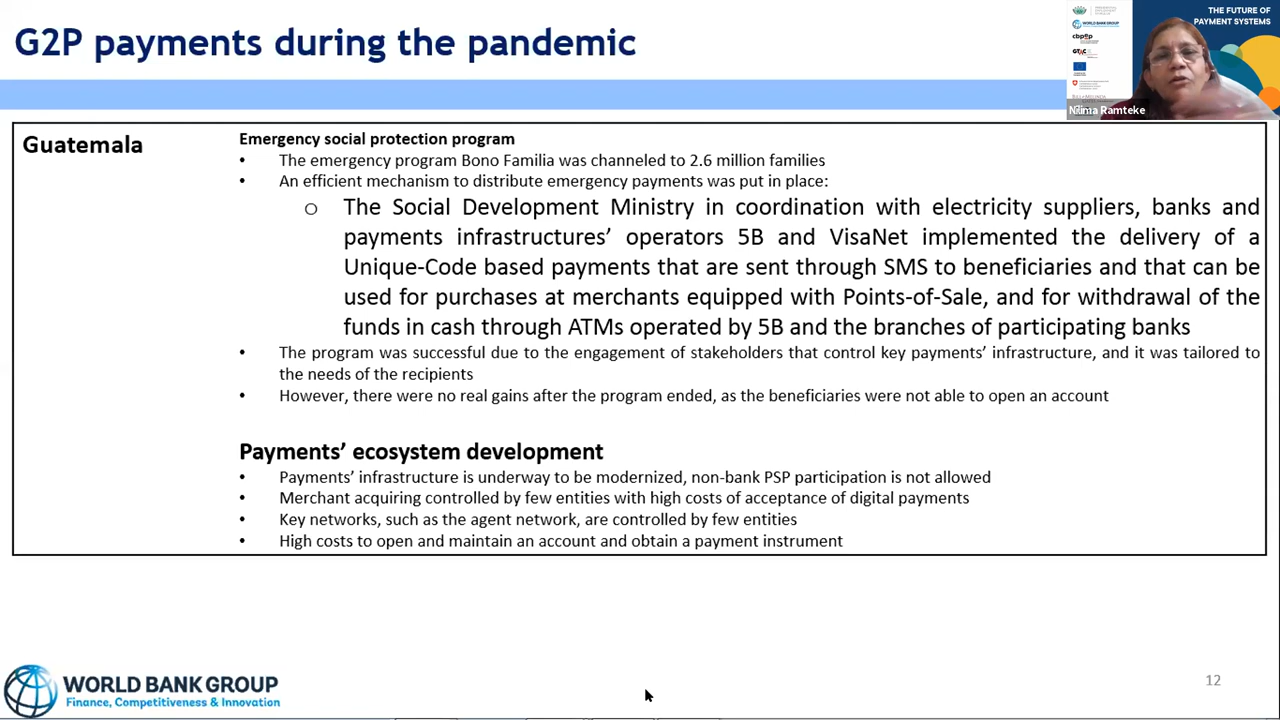 G2P payments during the pandemic
THE FUTURE OF
PAYMENT SYSTEMS
WORLD BANK GROUP
cbpop
Nilima Ramteke
Guatemala
Emergency social protection program
• The emergency program Bono Familia was channeled to 2.6 million families
• An efficient mechanism to distribute emergency payments was put in place:
o The Social Development Ministry in coordination with electricity suppliers, banks and
payments infrastructures’ operators 5B and VisaNet implemented the delivery of a
Unique-Code based payments that are sent through SMS to beneficiaries and that can be
used for purchases at merchants equipped with Points-of-Sale, and for withdrawal of the
funds in cash through ATMs operated by 5B and the branches of participating banks
• The program was successful due to the engagement of stakeholders that control key payments’ infrastructure, and it was tailored to
the needs of the recipients
• However, there were no real gains after the program ended, as the beneficiaries were not able to open an account
Payments’ ecosystem development
• Payments’ infrastructure is underway to be modernized, non-bank PSP participation is not allowed
• Merchant acquiring controlled by few entities with high costs of acceptance of digital payments
• Key networks, such as the agent network, are controlled by few entities
• High costs to open and maintain an account and obtain a payment instrument
WORLD BANK GROUP
Finance, Competitiveness & Innovation
12